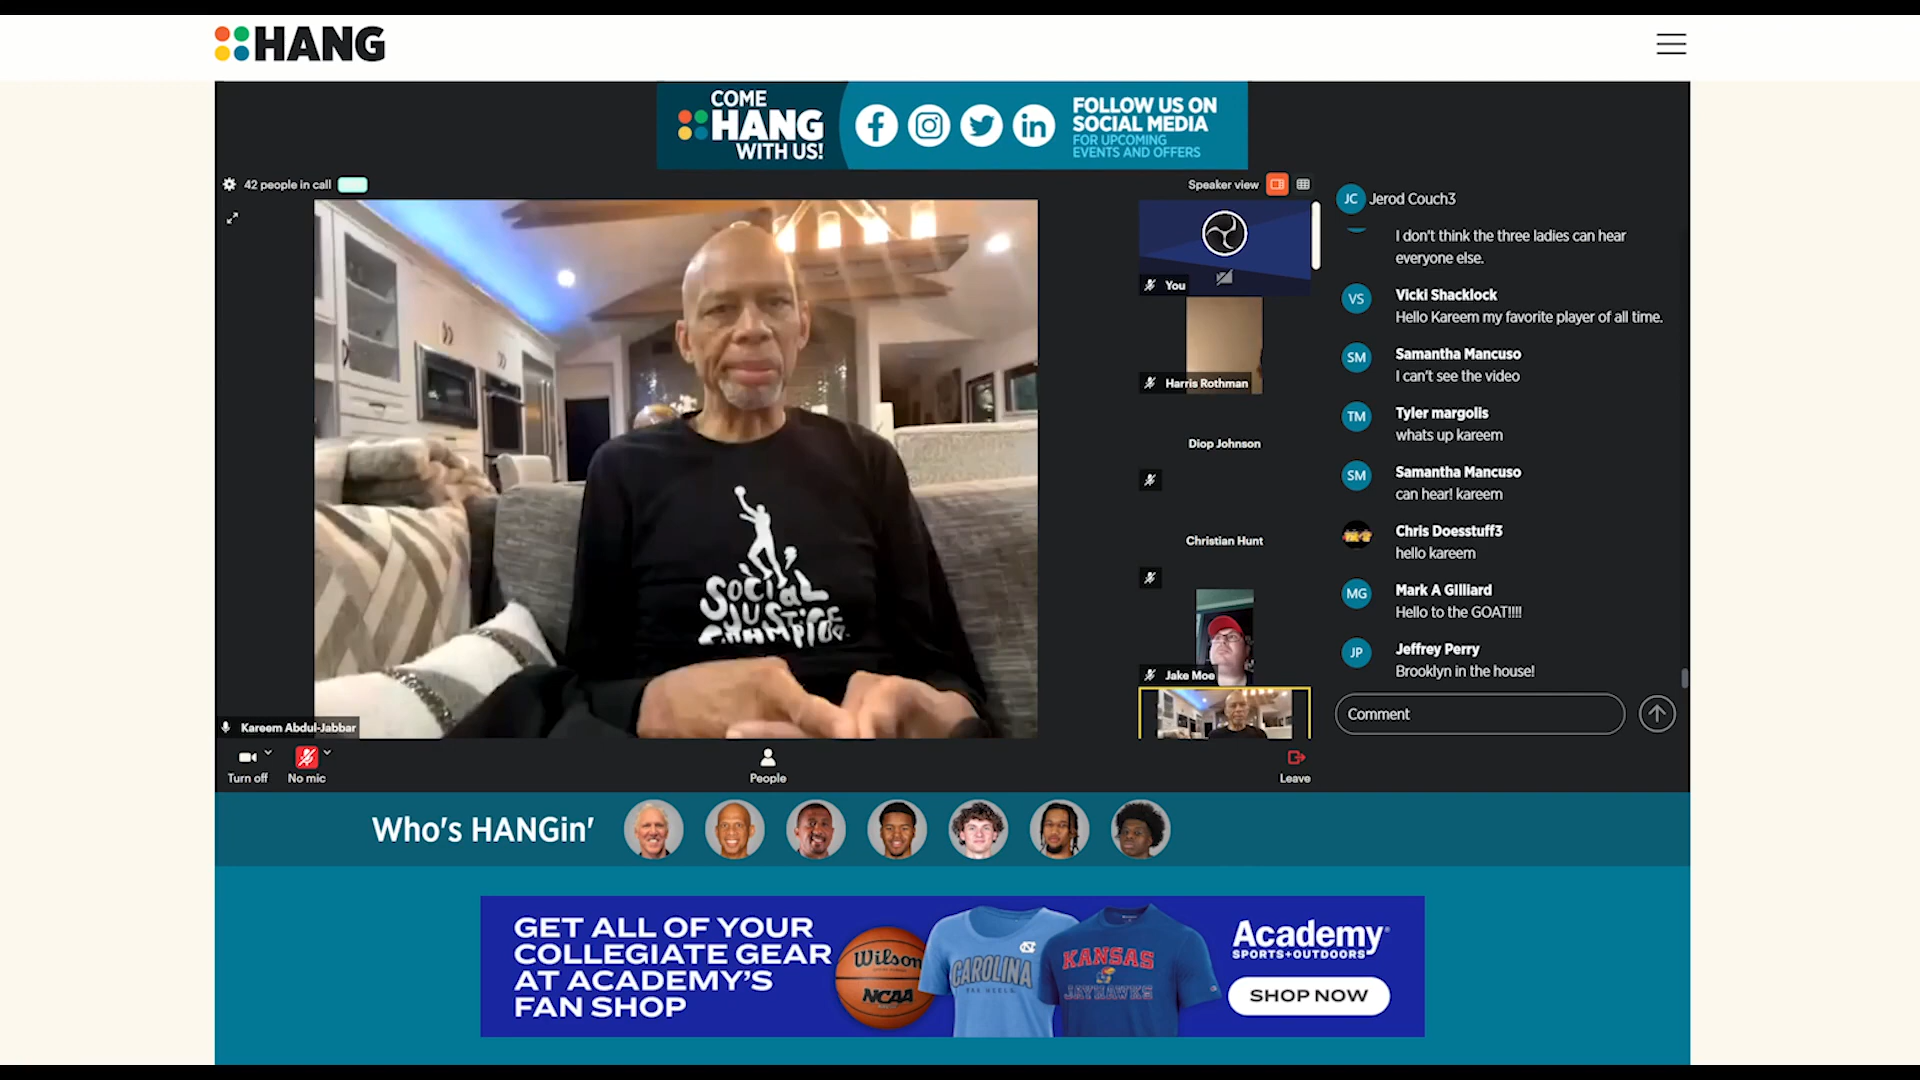 HANG
COME
HANG
WITH US!
FOLLOW US ON
SOCIAL MEDIA
FOR UPCOMING
EVENTS AND OFFERS
42 people in call
Speaker view
You
Harris Rothman
Diop Johnson
Christian Hunt
Jake Moe
SOCIAL
JUSTICE
CHAMPION
Kareem Abdul-Jabbar
Turn off
No mic
People
Leave
JC Jerod Couch3
I don't think the three ladies can hear
everyone else.
VS Vicki Shacklock
Hello Kareem my favorite player of all time.
SM Samantha Mancuso
I can't see the video
TM Tyler margolis
whats up kareem
SM Samantha Mancuso
can hear! kareem
Chris Doesstuff3
hello kareem
MG Mark A GIlliard
Hello to the GOAT!!!!
JP Jeffrey Perry
Brooklyn in the house!
Comment
Who's HANGin'
GET ALL OF YOUR
COLLEGIATE GEAR
AT ACADEMY'S
FAN SHOP
Wilson
NCAA
CAROLINA
TAR HEELS
KANSAS
JAYHAWKS
Academy
SPORTS+OUTDOORS
SHOP NOW